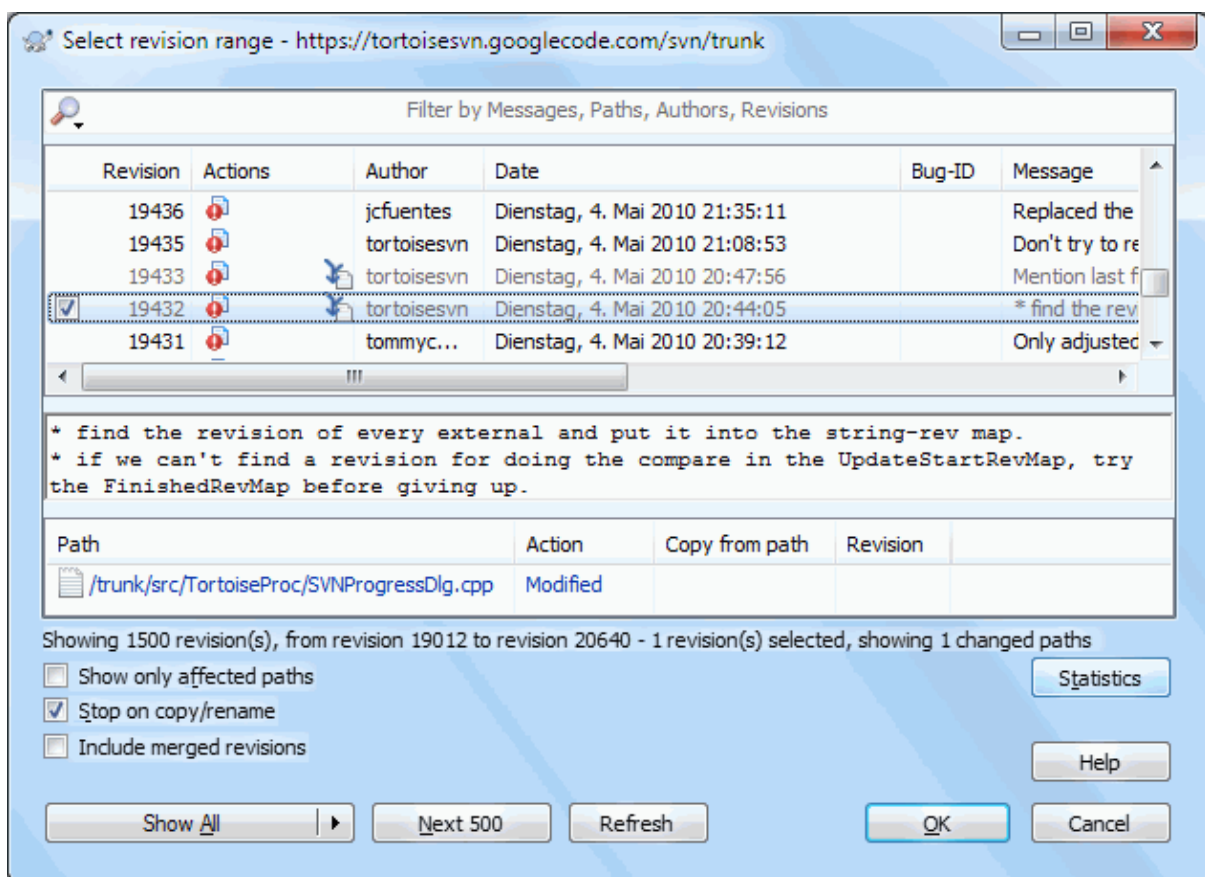 Select revision range - https://tortoisesvn.googlecode.com/svn/trunk
Filter by Messages, Paths, Authors, Revisions
Revision Actions Author Date Bug-ID Message
19436 jcfuentes Dienstag, 4. Mai 2010 21:35:11 Replaced the
19435 tortoisesvn Dienstag, 4. Mai 2010 21:08:53 Don't try to re
19433 tortoisesvn Dienstag, 4. Mai 2010 20:47:56 Mention last f
19432 tortoisesvn Dienstag, 4. Mai 2010 20:44:05 * find the rev
19431 tommyc... Dienstag, 4. Mai 2010 20:39:12 Only adjusted
* find the revision of every external and put it into the string-rev map.
* if we can't find a revision for doing the compare in the UpdateStartRevMap, try
the FinishedRevMap before giving up.
Path Action Copy from path Revision
/trunk/src/TortoiseProc/SVNProgressDlg.cpp Modified
Showing 1500 revision(s), from revision 19012 to revision 20640 - 1 revision(s) selected, showing 1 changed paths
Show only affected paths
Statistics
Stop on copy/rename
Include merged revisions
Help
Show All Next 500 Refresh OK Cancel